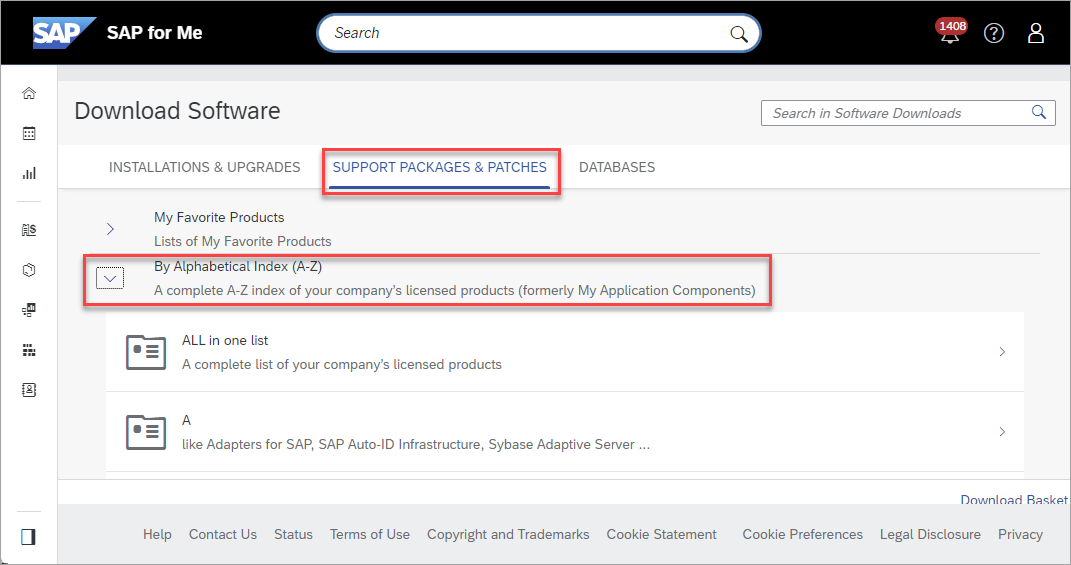 SAP SAP for Me
Search
1408
Download Software
Search in Software Downloads
INSTALLATIONS & UPGRADES
SUPPORT PACKAGES & PATCHES
DATABASES
My Favorite Products
Lists of My Favorite Products
By Alphabetical Index (A-Z)
A complete A-Z index of your company’s licensed products (formerly My Application Components)
ALL in one list
A complete list of your company’s licensed products
A
like Adapters for SAP, SAP Auto-ID Infrastructure, Sybase Adaptive Server ...
Download Basket
Help Contact Us Status Terms of Use Copyright and Trademarks Cookie Statement Cookie Preferences Legal Disclosure Privacy